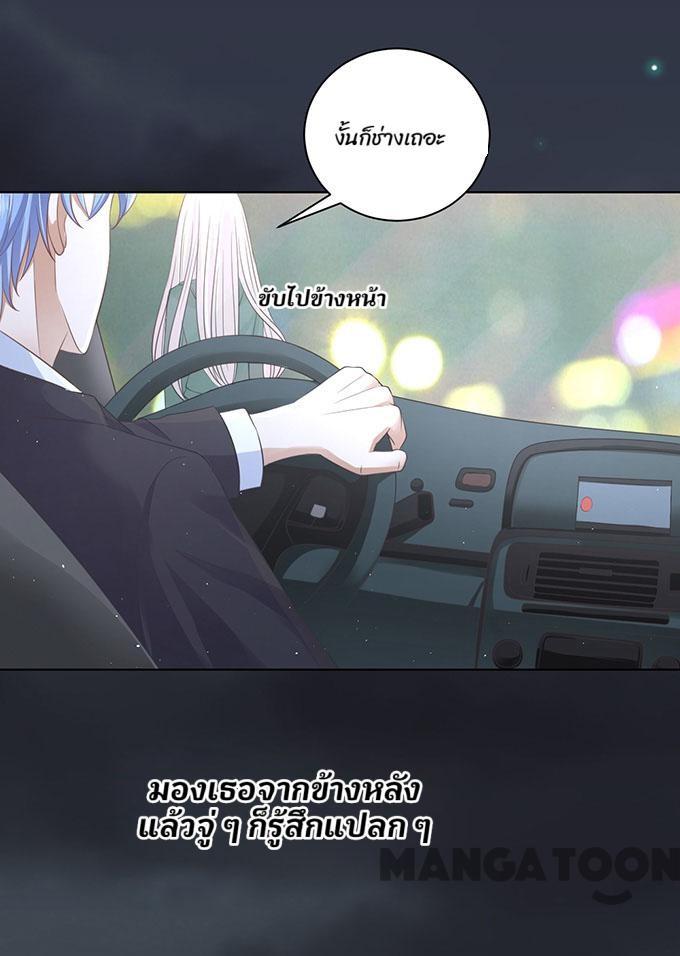 งั้นก็ช่างเถอะ
ขับไปข้างหน้า
มองเธอจากข้างหลัง
แล้วจู่ ๆ ก็รู้สึกแปลก ๆ
MANGA TOON